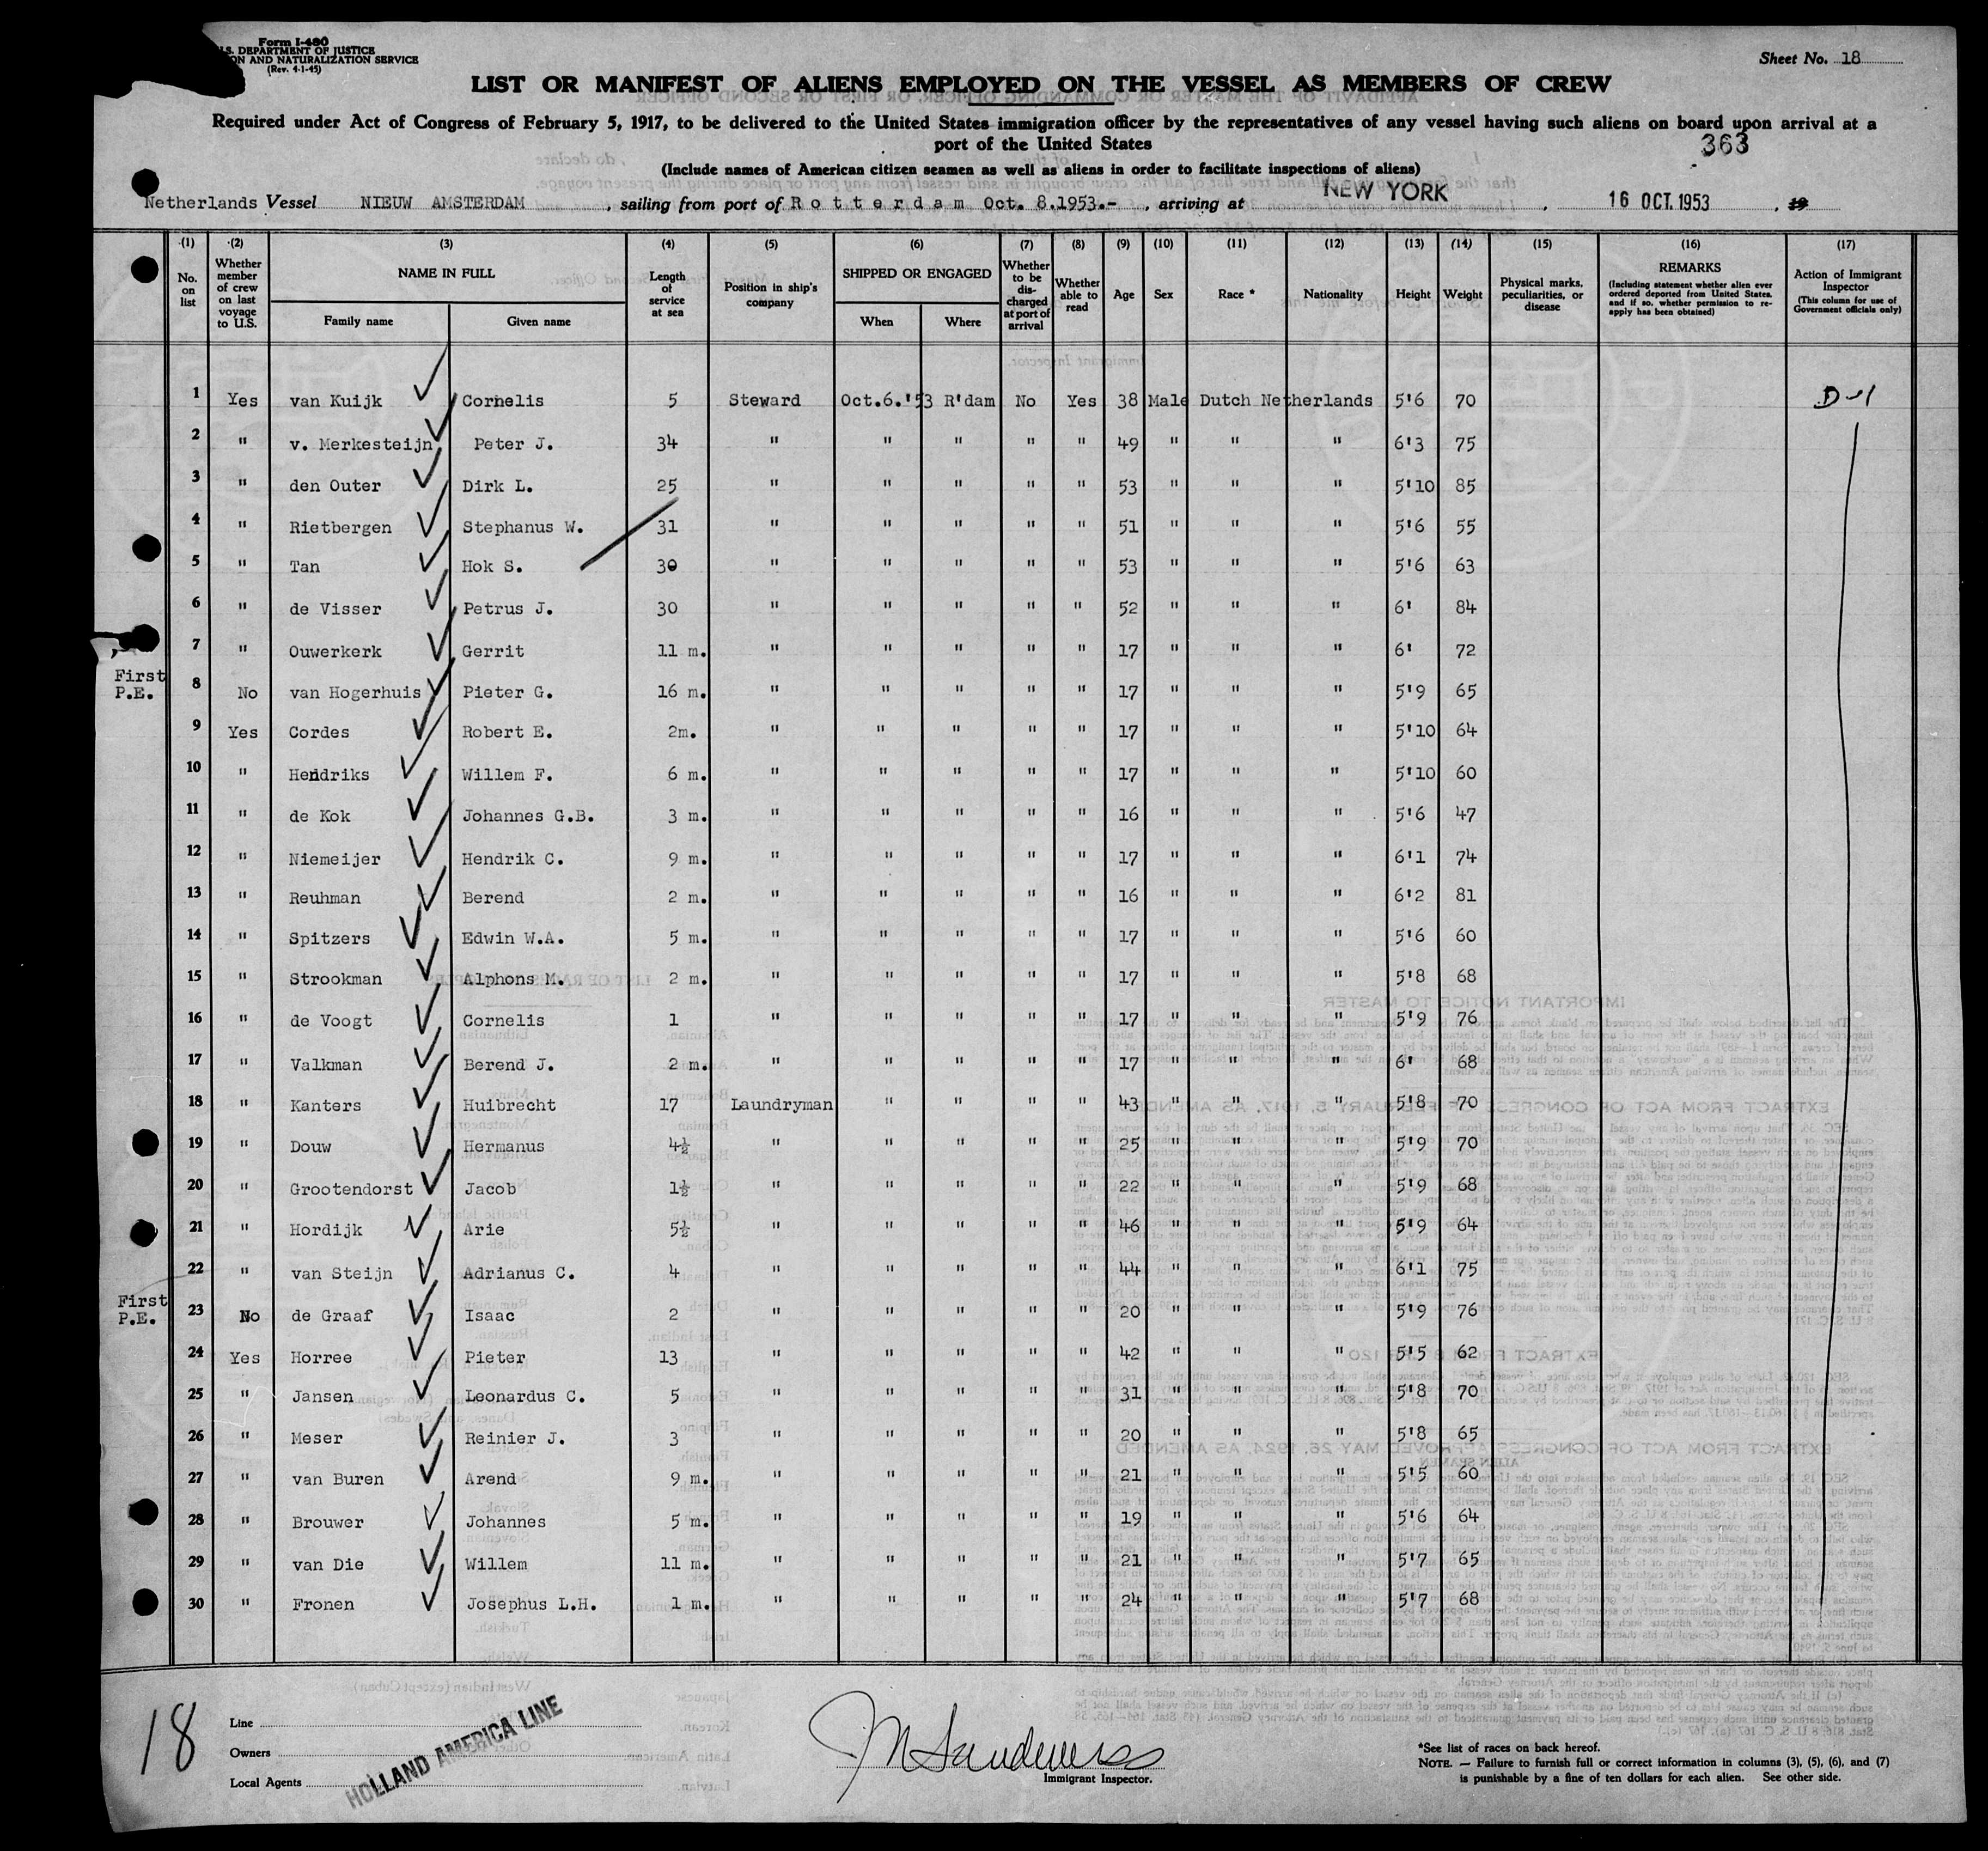 Form I-480
U.S. DEPARTMENT OF JUSTICE
ON AND NATURALIZATION SERVICE
(Rev. 4-1-45)
Sheet No. 18
LIST OR MANIFEST OF ALIENS EMPLOYED ON THE VESSEL AS MEMBERS OF CREW
Required under Act of Congress of February 5, 1917, to be delivered to the United States immigration officer by the representatives of any vessel having such aliens on board upon arrival at a
port of the United States
363
(Include names of American citizen seamen as well as aliens in order to facilitate inspections of aliens)
Netherlands Vessel NIEUW AMSTERDAM, sailing from port of Rotterdam Oct. 8.1953.-, arriving at NEW YORK, 16 OCT. 1953, 19
(1) (2) (3) (4) (5) (6) (7) (8) (9) (10) (11) (12) (13) (14) (15) (16) (17)
No. on list
Whether member of crew on last voyage to U.S.
NAME IN FULL
Family name
Given name
Length of service at sea
Position in ship's company
SHIPPED OR ENGAGED
When
Where
Whether to be discharged at port of arrival
Whether able to read
Age
Sex
Race *
Nationality
Height
Weight
Physical marks, peculiarities, or disease
REMARKS
(Including statement whether alien ever ordered deported from United States, and if so, whether permission to re-apply has been obtained)
Action of Immigrant Inspector
(This column for use of Government officials only)
1 Yes van Kuijk Cornelis 5 Steward Oct.6.'53 R'dam No Yes 38 Male Dutch Netherlands 5'6 70
2 " v. Merkesteijn Peter J. 34 " " " " " 49 " " " 6'3 75
3 " den Outer Dirk L. 25 " " " " " 53 " " " 5'10 85
4 " Rietbergen Stephanus W. 31 " " " " " 51 " " " 5'6 55
5 " Tan Hok S. 30 " " " " " 53 " " " 5'6 63
6 " de Visser Petrus J. 30 " " " " " 52 " " " 6' 84
7 " Ouwerkerk Gerrit 11 m. " " " " " 17 " " " 6' 72
First P.E. 8 No van Hogerhuis Pieter G. 16 m. " " " " " 17 " " " 5'9 65
9 Yes Cordes Robert E. 2m. " " " " " 17 " " " 5'10 64
10 " Hendriks Willem F. 6 m. " " " " " 17 " " " 5'10 60
11 " de Kok Johannes G.B. 3 m. " " " " " 16 " " " 5'6 47
12 " Niemeijer Hendrik C. 9 m. " " " " " 17 " " " 6'1 74
13 " Reuhman Berend 2 m. " " " " " 16 " " " 6'2 81
14 " Spitzers Edwin W.A. 5 m. " " " " " 17 " " " 5'6 60
15 " Strookman Alphons M. 2 m. " " " " " 17 " " " 5'8 68
16 " de Voogt Cornelis 1 " " " " " 17 " " " 5'9 76
17 " Valkman Berend J. 2 m. " " " " " 17 " " " 6' 68
18 " Kanters Huibrecht 17 Laundryman " " " " 43 " " " 5'8 70
19 " Douw Hermanus 4½ " " " " " 25 " " " 5'9 70
20 " Grootendorst Jacob 1½ " " " " " 22 " " " 5'9 68
21 " Hordijk Arie 5½ " " " " " 46 " " " 5'9 64
22 " van Steijn Adrianus C. 4 " " " " " 44 " " " 6'1 75
First P.E. 23 No de Graaf Isaac 2 " " " " " 20 " " " 5'9 76
24 Yes Horree Pieter 13 " " " " " 42 " " " 5'5 62
25 " Jansen Leonardus C. 5 " " " " " 31 " " " 5'8 70
26 " Meser Reinier J. 3 " " " " " 20 " " " 5'8 65
27 " van Buren Arend 9 m. " " " " " 21 " " " 5'5 60
28 " Brouwer Johannes 5 m. " " " " " 19 " " " 5'6 64
29 " van Die Willem 11 m. " " " " " 21 " " " 5'7 65
30 " Fronen Josephus L.H. 1 m. " " " " " 24 " " " 5'7 68
18
Line
Owners
Local Agents
HOLLAND AMERICA LINE
Immigrant Inspector.
*See list of races on back hereof.
NOTE. — Failure to furnish full or correct information in columns (3), (5), (6), and (7)
is punishable by a fine of ten dollars for each alien. See other side.